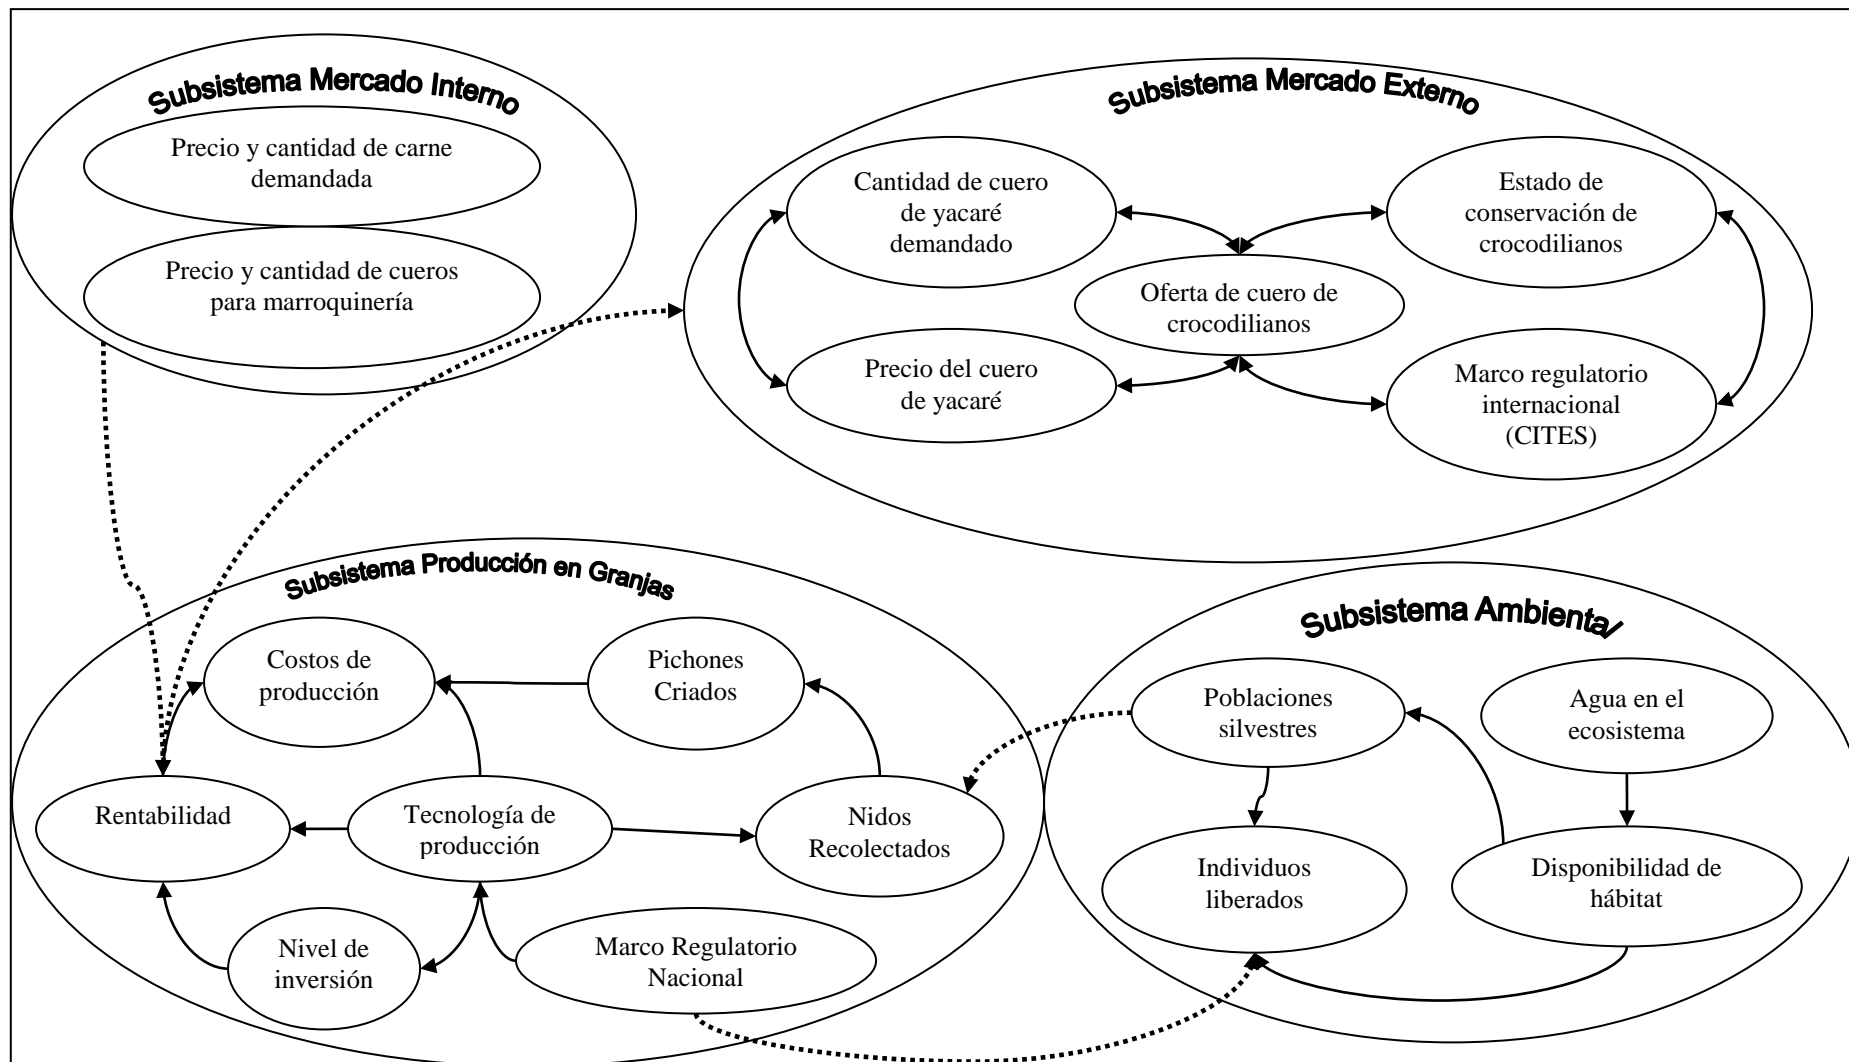 Subsistema Mercado Interno
Precio y cantidad de carne
demandada
Precio y cantidad de cueros
para marroquinería
Subsistema Mercado Externo
Cantidad de cuero
de yacaré
demandado
Estado de
conservación de
crocodilianos
Oferta de cuero de
crocodilianos
Precio del cuero
de yacaré
Marco regulatorio
internacional
(CITES)
Subsistema Producción en Granjas
Costos de
producción
Pichones
Criados
Rentabilidad
Tecnología de
producción
Nidos
Recolectados
Nivel de
inversión
Marco Regulatorio
Nacional
Subsistema Ambiental
Poblaciones
silvestres
Agua en el
ecosistema
Individuos
liberados
Disponibilidad de
hábitat